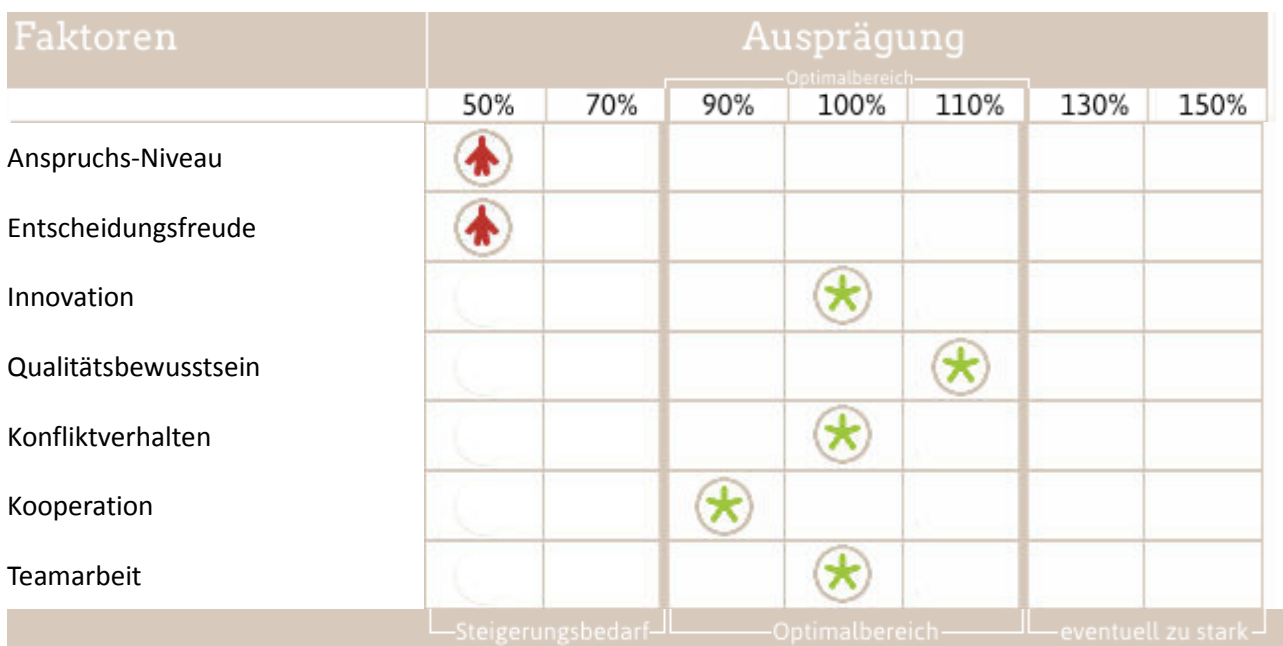 Faktoren Ausprägung
Optimalbereich
50% 70% 90% 100% 110% 130% 150%
Anspruchs-Niveau
Entscheidungsfreude
Innovation
Qualitätsbewusstsein
Konfliktverhalten
Kooperation
Teamarbeit
Steigerungsbedarf Optimalbereich eventuell zu stark